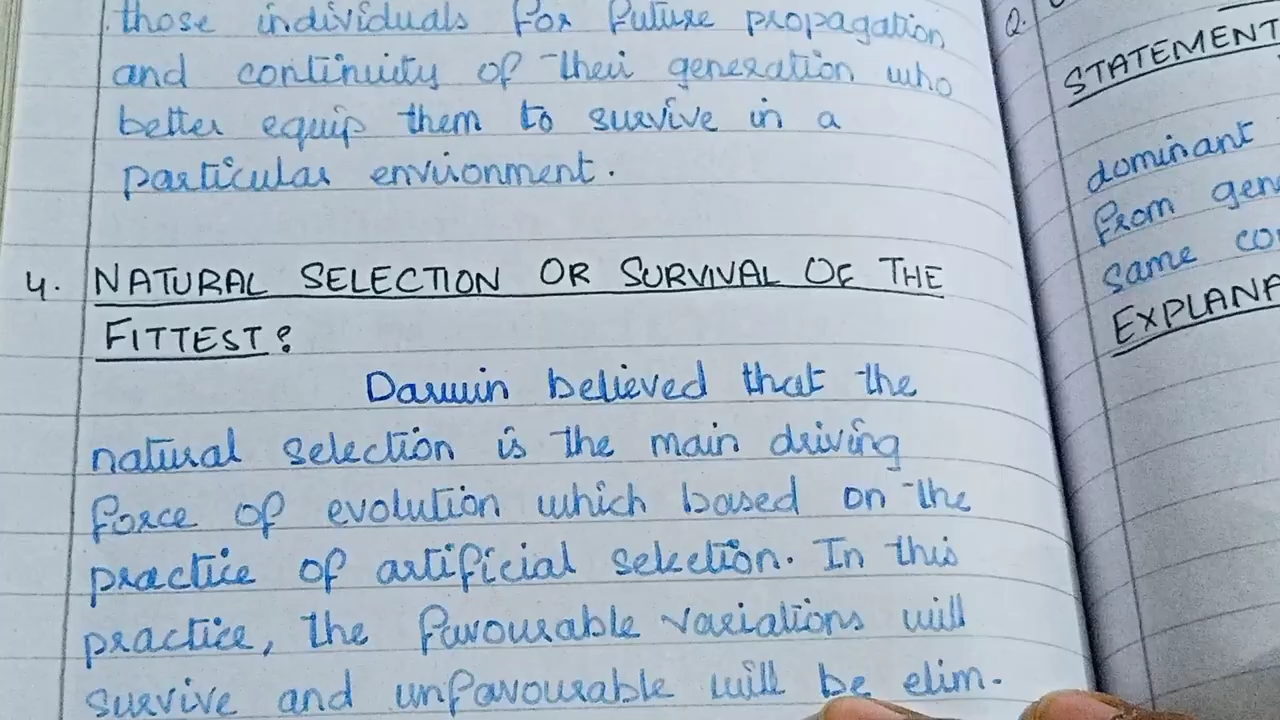 those individuals for future propagation
and continuity of their generation who
better equip them to survive in a
particular environment.
4. NATURAL SELECTION OR SURVIVAL OF THE
FITTEST?
Darwin believed that the
natural selection is the main driving
force of evolution which based on the
practice of artificial selection. In this
practice, the favourable variations will
survive and unfavourable will be elim-
Q.
STATEMENT
dominant
from gen
same co
EXPLANA